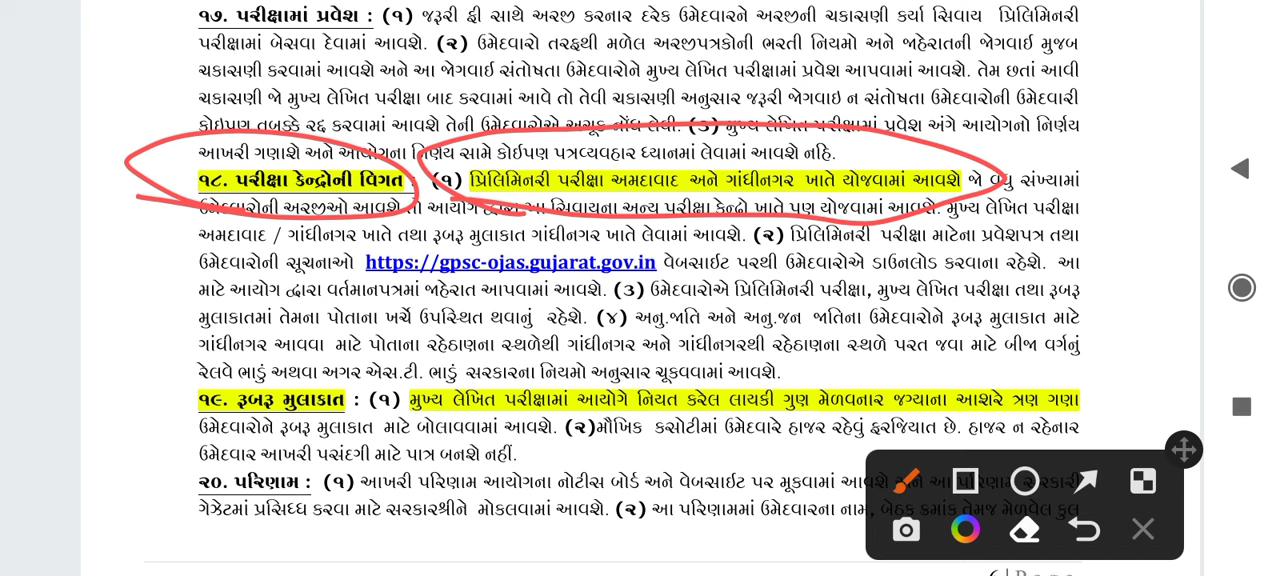 ૧૭. પરીક્ષામાં પ્રવેશ : (૧) જરૂરી ફી સાથે અરજી કરનાર દરેક ઉમેદવારને અરજીની ચકાસણી કર્યા સિવાય પ્રિલિમિનરી
પરીક્ષામાં બેસવા દેવામાં આવશે. (૨) ઉમેદવારો તરફથી મળેલ અરજીપત્રકોની ભરતી નિયમો અને જાહેરાતની જોગવાઈ મુજબ
ચકાસણી કરવામાં આવશે અને આ જોગવાઈ સંતોષતા ઉમેદવારોને મુખ્ય લેખિત પરીક્ષામાં પ્રવેશ આપવામાં આવશે. તેમ છતાં આવી
ચકાસણી જો મુખ્ય લેખિત પરીક્ષા બાદ કરવામાં આવે તો તેવી ચકાસણી અનુસાર જરૂરી જોગવાઇ ન સંતોષતા ઉમેદવારોની ઉમેદવારી
કોઈપણ તબક્કે રદ્દ કરવામાં આવશે તેની ઉમેદવારોએ અચૂક નોંધ લેવી. (૩) મુખ્ય લેખિત પરીક્ષામાં પ્રવેશ અંગે આયોગનો નિર્ણય
આખરી ગણાશે અને આયોગના નિર્ણય સામે કોઈપણ પત્રવ્યવહાર ધ્યાનમાં લેવામાં આવશે નહિ.
૧૮. પરીક્ષા કેન્દ્રોની વિગત : (૧) પ્રિલિમિનરી પરીક્ષા અમદાવાદ અને ગાંધીનગર ખાતે યોજવામાં આવશે જો વધુ સંખ્યામાં
ઉમેદવારોની અરજીઓ આવશે તો આયોગ દ્વારા આ સિવાયના અન્ય પરીક્ષા કેન્દ્રો ખાતે પણ યોજવામાં આવશે. મુખ્ય લેખિત પરીક્ષા
અમદાવાદ / ગાંધીનગર ખાતે તથા રૂબરૂ મુલાકાત ગાંધીનગર ખાતે લેવામાં આવશે. (૨) પ્રિલિમિનરી પરીક્ષા માટેના પ્રવેશપત્ર તથા
ઉમેદવારોની સૂચનાઓ https://gpsc-ojas.gujarat.gov.in વેબસાઈટ પરથી ઉમેદવારોએ ડાઉનલોડ કરવાના રહેશે. આ
માટે આયોગ દ્વારા વર્તમાનપત્રમાં જાહેરાત આપવામાં આવશે. (૩) ઉમેદવારોએ પ્રિલિમિનરી પરીક્ષા, મુખ્ય લેખિત પરીક્ષા તથા રૂબરૂ
મુલાકાતમાં તેમના પોતાના ખર્ચે ઉપસ્થિત થવાનું રહેશે. (૪) અનુ.જાતિ અને અનુ.જન જાતિના ઉમેદવારોને રૂબરૂ મુલાકાત માટે
ગાંધીનગર આવવા માટે પોતાના રહેઠાણના સ્થળેથી ગાંધીનગર અને ગાંધીનગરથી રહેઠાણના સ્થળે પરત જવા માટે બીજા વર્ગનું
રેલવે ભાડું અથવા અગર એસ.ટી. ભાડું સરકારના નિયમો અનુસાર ચૂકવવામાં આવશે.
૧૯. રૂબરૂ મુલાકાત : (૧) મુખ્ય લેખિત પરીક્ષામાં આયોગે નિયત કરેલ લાયકી ગુણ મેળવનાર જગ્યાના આશરે ત્રણ ગણા
ઉમેદવારોને રૂબરૂ મુલાકાત માટે બોલાવવામાં આવશે. (૨)મૌખિક કસોટીમાં ઉમેદવારે હાજર રહેવું ફરજિયાત છે. હાજર ન રહેનાર
ઉમેદવાર આખરી પસંદગી માટે પાત્ર બનશે નહીં.
૨૦. પરિણામ : (૧) આખરી પરિણામ આયોગના નોટીસ બોર્ડ અને વેબસાઈટ પર મૂકવામાં આવશે અને આ પરિણામ સરકારી
ગેઝેટમાં પ્રસિધ્ધ કરવા માટે સરકારશ્રીને મોકલવામાં આવશે. (૨) આ પરિણામમાં ઉમેદવારના નામ, બેઠક ક્રમાંક તેમજ મેળવેલ કુલ